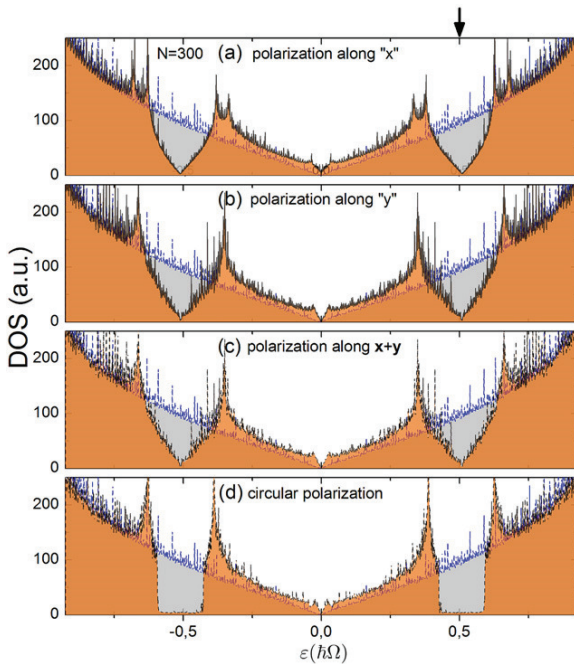 N=300 (a) polarization along "x"
250
200
100
0
(b) polarization along "y"
200
100
0
(c) polarization along x+y
200
100
0
(d) circular polarization
200
100
0
DOS (a.u.)
-0,5 0,0 0,5
ε(ℏΩ)